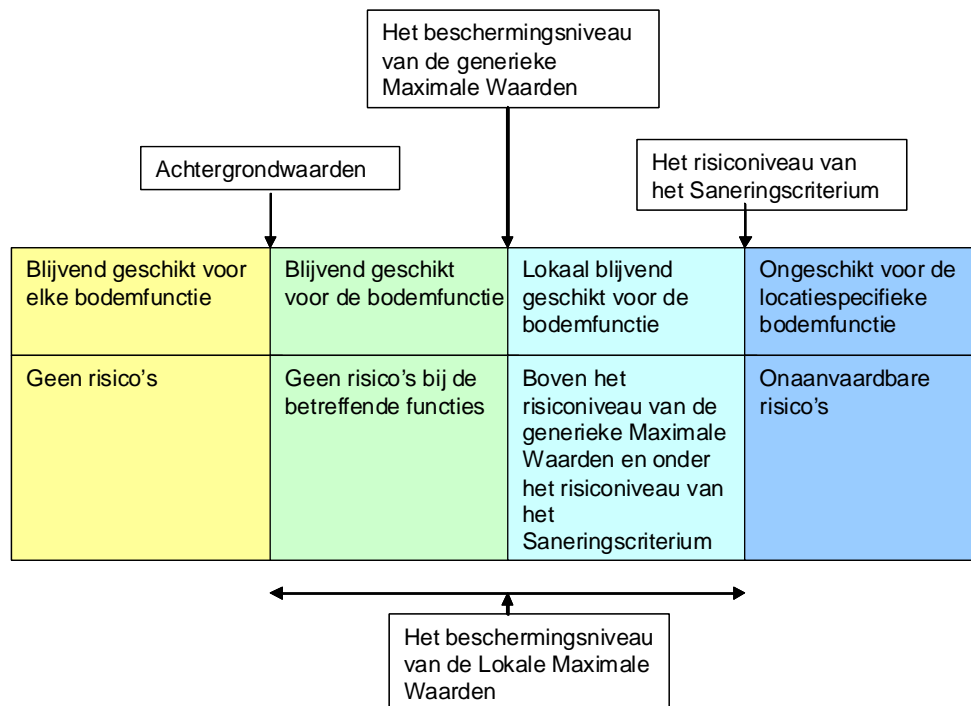 Het beschermingsniveau
van de generieke
Maximale Waarden
Achtergrondwaarden
Het risiconiveau van
het Saneringscriterium
Blijvend geschikt voor
elke bodemfunctie
Blijvend geschikt
voor de bodemfunctie
Lokaal blijvend
geschikt voor de
bodemfunctie
Ongeschikt voor de
locatiespecifieke
bodemfunctie
Geen risico's
Geen risico's bij de
betreffende functies
Boven het
risiconiveau van de
generieke Maximale
Waarden en onder
het risiconiveau van
het
Saneringscriterium
Onaanvaardbare
risico's
Het beschermingsniveau
van de Lokale Maximale
Waarden